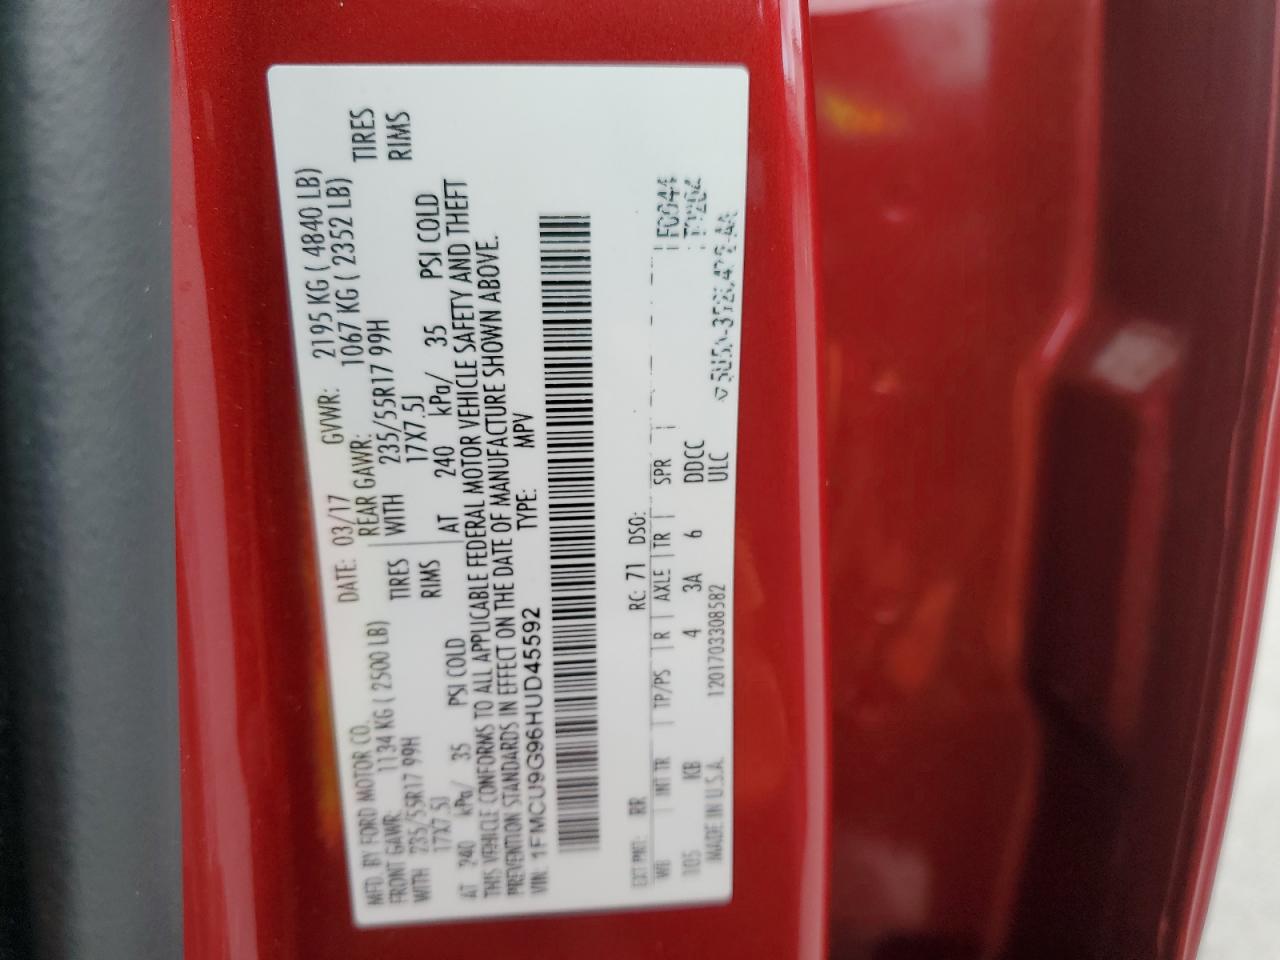 MFD. BY FORD MOTOR CO. DATE: 03/17 GVWR: 2195 KG ( 4840 LB)
FRONT GAWR: 1134 KG ( 2500 LB) REAR GAWR: 1067 KG ( 2352 LB)
WITH 235/55R17 99H TIRES WITH 235/55R17 99H TIRES
17X7.5J RIMS 17X7.5J RIMS
AT 240 kPa/ 35 PSI COLD AT 240 kPa/ 35 PSI COLD
THIS VEHICLE CONFORMS TO ALL APPLICABLE FEDERAL MOTOR VEHICLE SAFETY AND THEFT
PREVENTION STANDARDS IN EFFECT ON THE DATE OF MANUFACTURE SHOWN ABOVE.
VIN: 1FMCU9G96HUD45592 TYPE: MPV
EXT PNT: RR RC: 71 DSO:
WB INT TR TP/PS R AXLE TR SPR F0044
105 KB 4 3A 6 DDCC
MADE IN U.S.A. 1201703308582 ULC